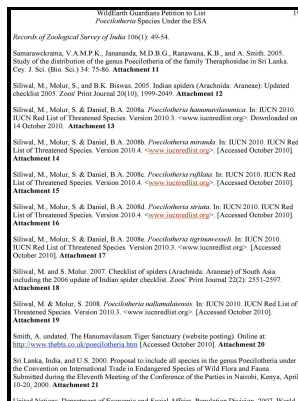 WildEarth Guardians Petition to List
Poecilotheria Species Under the ESA
Records of Zoological Survey of India 106(1): 49-54.
Samarawckrama, V.A.M.P.K., Janananda, M.D.B.G., Ranawana, K.B., and A. Smith. 2005.
Study of the distribution of the genus Poecilotheria of the family Theraphosidae in Sri Lanka.
Cey. J. Sci. (Bio. Sci.) 34: 75-86. Attachment 11
Siliwal, M., Molur, S., and B.K. Biswas. 2005. Indian spiders (Arachnida: Araneae): Updated
checklist 2005. Zoos' Print Journal 20(10); 1999-2049. Attachment 12
Siliwal, M., Molur, S. & Daniel, B.A. 2008a. Poecilotheria hanumavilasumica. In: IUCN 2010.
IUCN Red List of Threatened Species. Version 2010.3. <www.iucnredlist.org>. Downloaded on
14 October 2010. Attachment 13
Siliwal, M., Molur, S. & Daniel, B.A. 2008b. Poecilotheria miranda. In: IUCN 2010. IUCN Red
List of Threatened Species. Version 2010.4. <www.iucnredlist.org>. [Accessed October 2010].
Attachment 14
Siliwal, M., Molur, S. & Daniel, B.A. 2008c. Poecilotheria rufilata. In: IUCN 2010. IUCN Red
List of Threatened Species. Version 2010.4. <www.iucnredlist.org>. [Accessed October 2010].
Attachment 15
Siliwal, M., Molur, S. & Daniel, B.A. 2008d. Poecilotheria striata. In: IUCN 2010. IUCN Red
List of Threatened Species. Version 2010.4. <www.iucnredlist.org>. [Accessed October 2010].
Attachment 16
Siliwal, M., Molur, S. & Daniel, B.A. 2008e. Poecilotheria tigrinawesseli. In: IUCN 2010.
IUCN Red List of Threatened Species. Version 2010.3. <www.iucnredlist.org>. [Accessed
October 2010]. Attachment 17
Siliwal, M. and S. Molur. 2007. Checklist of spiders (Arachnida: Araneae) of South Asia
including the 2006 update of Indian spider checklist. Zoos' Print Journal 22(2): 2551-2597.
Attachment 18
Siliwal, M. & Molur, S. 2008. Poecilotheria nallamalaiensis. In: IUCN 2010. IUCN Red List of
Threatened Species. Version 2010.3. <www.iucnredlist.org>. [Accessed October 2010].
Attachment 19
Smith, A. undated. The Hanumavilasum Tigris Sanctuary (website posting). Online at:
http://www.thebts.co.uk/poecilotheria.htm [Accessed October 2010]. Attachment 20
Sri Lanka, India, and U.S. 2000. Proposal to include all species in the genus Poecilotheria under
the Convention on International Trade in Endangered Species of Wild Flora and Fauna.
Submitted during the Eleventh Meeting of the Conference of the Parties in Nairobi, Kenya, April
10-20, 2000. Attachment 21
United Nations, Department of Economic and Social Affairs, Population Division. 2007. World